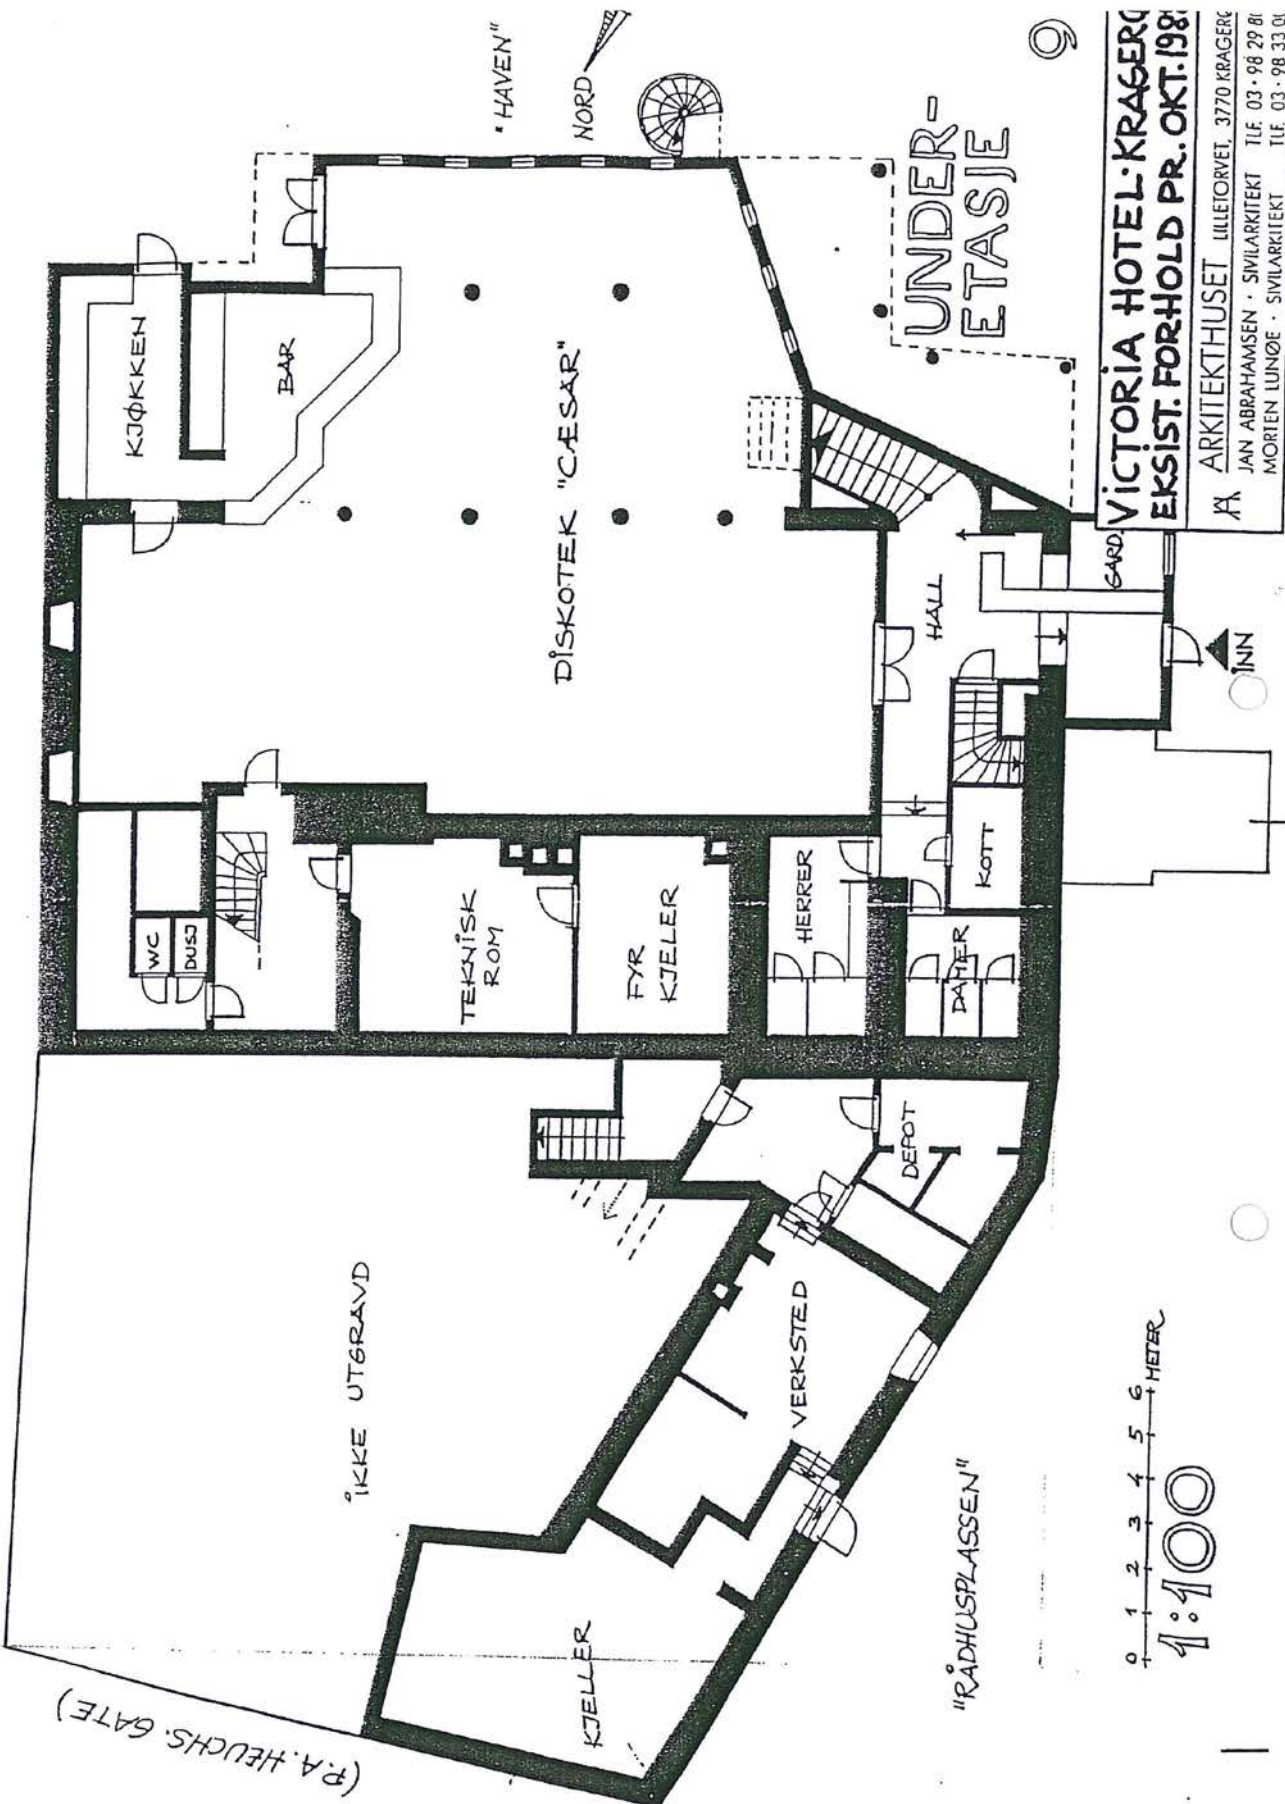 (P.A. HEUCHS. GATE)
IKKE UTGRAVD
KJELLER
VERKSTED
DEPOT
WC
DUSJ
TEKNISK
ROM
FYR
KJELER
HERRER
DAMER
KOTT
KJØKKEN
BAR
DISKOTEK "CÆSAR"
HALL
GARD.
INN
"HAVEN"
NORD
"RÅDHUSPLASSEN"
0 1 2 3 4 5 6 METER
1:100
UNDER-
ETASJE
9
VICTORIA HOTEL·KRAGERØ
EKSIST. FORHOLD PR. OKT. 198
ARKITEKTHUSET LILLETORVET, 3770 KRAGERØ
JAN ABRAHAMSEN · SIVILARKITEKT TLF. 03 · 98 29 8
MORTEN LUNØE · SIVILARKITEKT TLF. 03 · 98 33 0